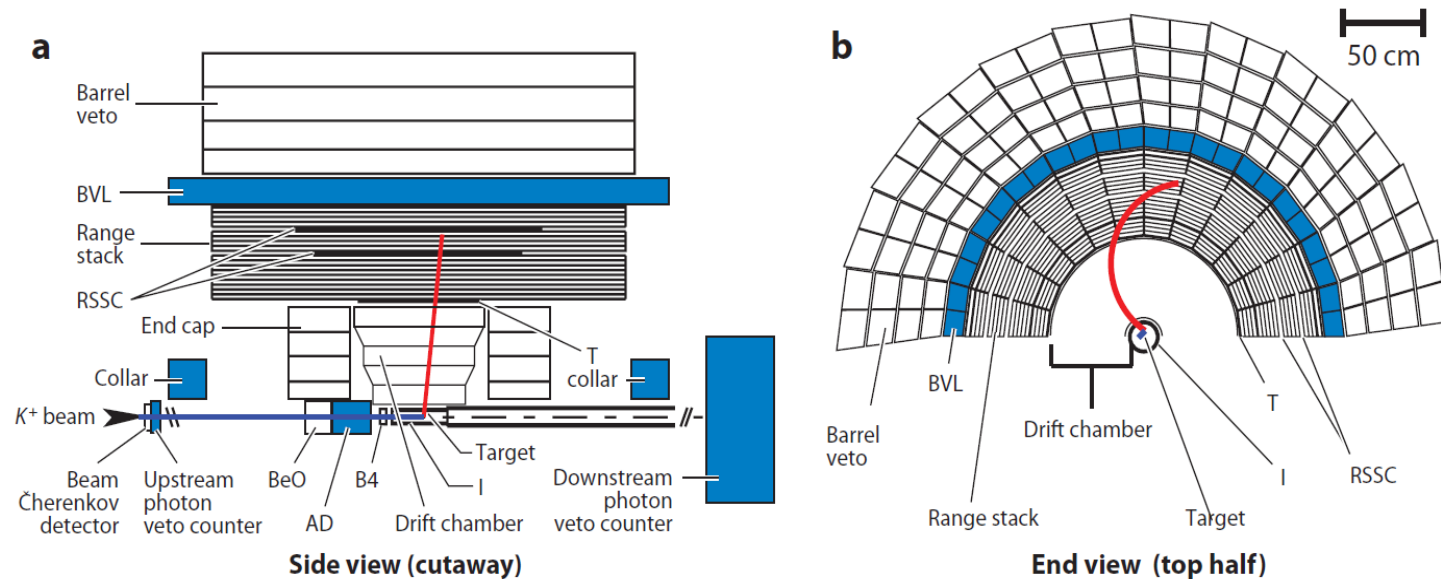 a
Barrel
veto
BVL
Range
stack
RSSC
End cap
Collar
T
collar
K+ beam
Beam
Čherenkov
detector
Upstream
photon
veto counter
BeO
AD
B4
I
Target
Drift chamber
Downstream
photon
veto counter
Side view (cutaway)
b
50 cm
Barrel
veto
BVL
Range stack
Drift chamber
Target
I
T
RSSC
End view (top half)